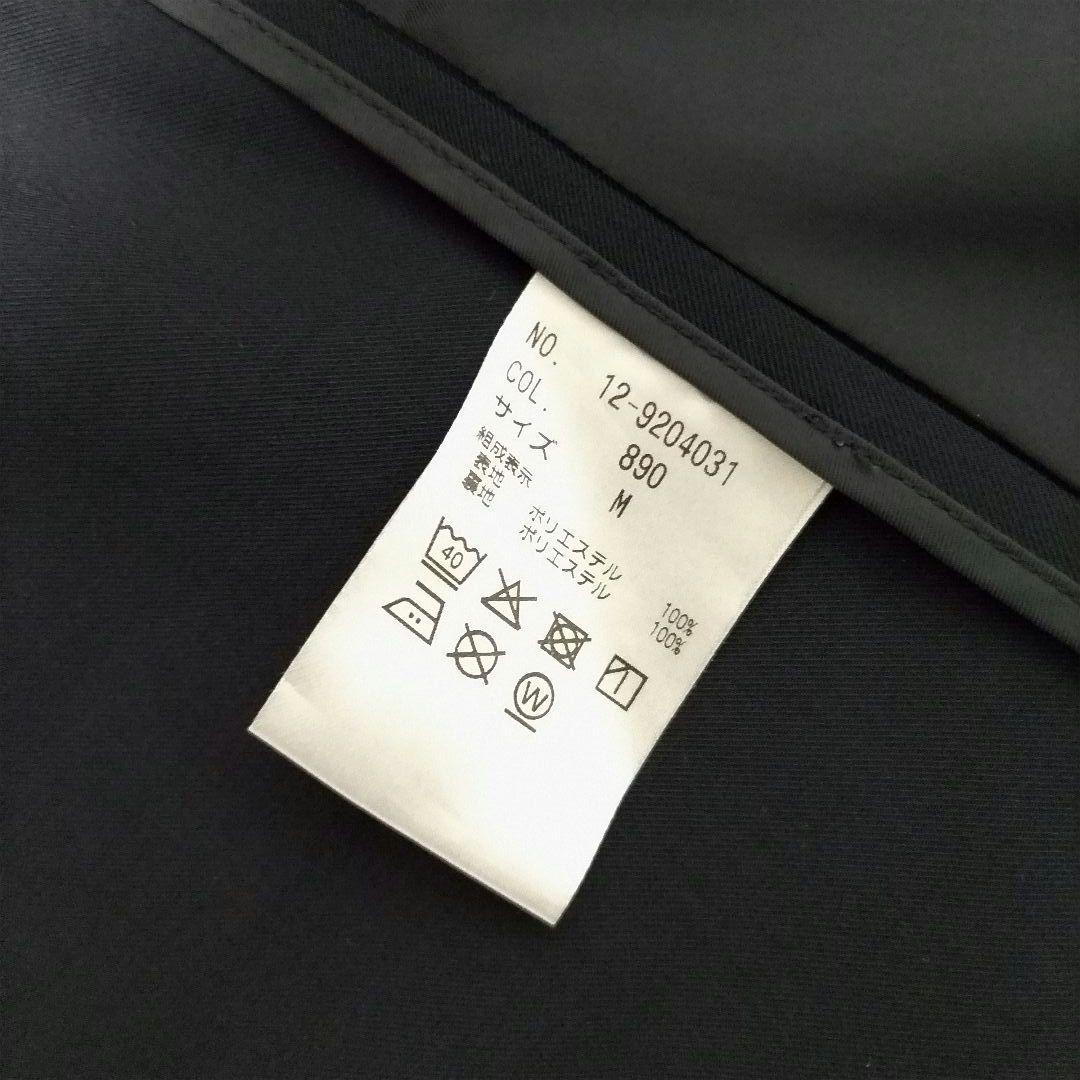 NO. 12-9204031
COL. 890
サイズ M
組成表示
表地 ポリエステル 100%
裏地 ポリエステル 100%
40
W